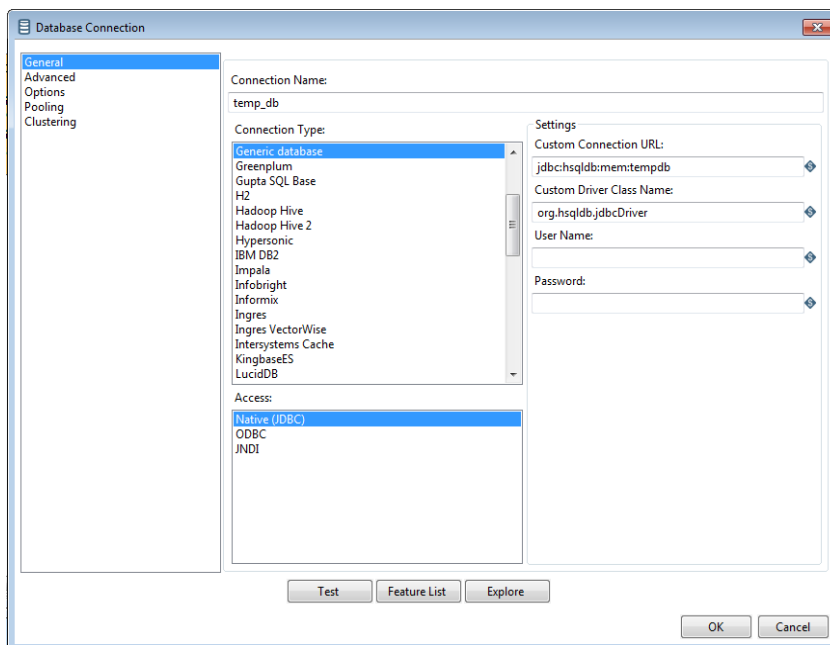 Database Connection
General
Advanced
Options
Pooling
Clustering
Connection Name:
temp_db
Connection Type:
Generic database
Greenplum
Gupta SQL Base
H2
Hadoop Hive
Hadoop Hive 2
Hypersonic
IBM DB2
Impala
Infobright
Informix
Ingres
Ingres VectorWise
Intersystems Cache
KingbaseES
LucidDB
Access:
Native (JDBC)
ODBC
JNDI
Settings
Custom Connection URL:
jdbc:hsqldb:mem:tempdb
Custom Driver Class Name:
org.hsqldb.jdbcDriver
User Name:
Password:
Test Feature List Explore
OK Cancel